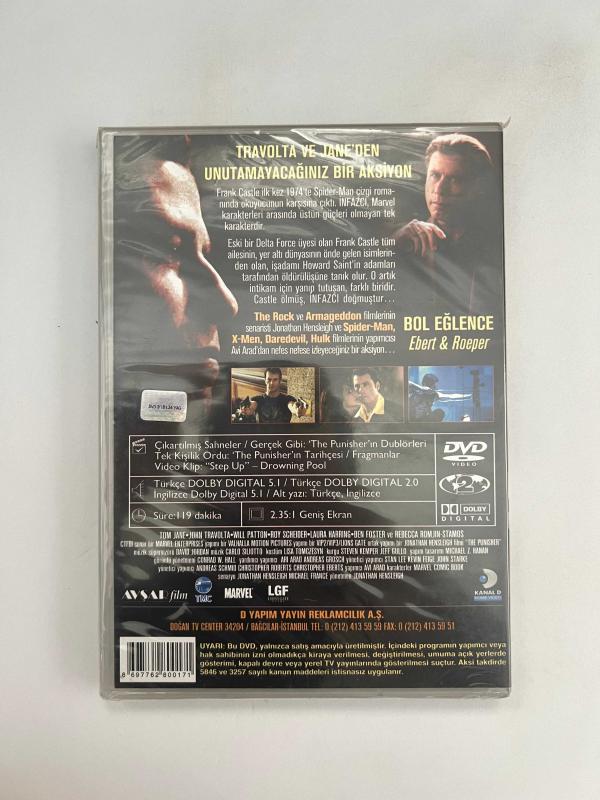 TRAVOLTA VE JANE'DEN
UNUTAMAYACAĞINIZ BİR AKSİYON
Frank Castle ilk kez 1974'te Spider-Man çizgi roma-
nında okuyucunun karşısına çıktı. İNFAZCI, Marvel
karakterleri arasında üstün güçleri olmayan tek
karakterdir.
Eski bir Delta Force üyesi olan Frank Castle tüm
ailesinin, yer altı dünyasının önde gelen isimlerin-
den olan, işadamı Howard Saint'in adamları
tarafından öldürülüşüne tanık olur. O artık
intikam için yanıp tutuşan, farklı biridir.
Castle ölmüş, İNFAZCI doğmuştur...
The Rock ve Armageddon filmlerinin
senaristi Jonathan Hensleigh ve Spider-Man,
X-Men, Daredevil, Hulk filmlerinin yapımcısı
Avi Arad'dan nefes nefese izleyeceğiniz bir aksiyon...
BOL EĞLENCE
Ebert & Roeper
Çıkartılmış Sahneler / Gerçek Gibi: 'The Punisher'ın Dublörleri
Tek Kişilik Ordu: 'The Punisher'ın Tarihçesi / Fragmanlar
Video Klip: "Step Up" – Drowning Pool
Türkçe DOLBY DIGITAL 5.1 / Türkçe DOLBY DIGITAL 2.0
İngilizce Dolby Digital 5.1 / Alt yazı: Türkçe, İngilizce
Süre:119 dakika
2.35:1 Geniş Ekran
DVD
VIDEO
2
DOLBY
DIGITAL
TOM JANE JOHN TRAVOLTA WILL PATTON ROY SCHEIDER LAURA HARRING BEN FOSTER ve REBECCA ROMIJN-STAMOS
AVŞAR film
TMC
MARVEL
LGF
KANAL D
HOME VIDEO
D YAPIM YAYIN REKLAMCILIK A.Ş.
DOĞAN TV CENTER 34204 / BAĞCILAR-İSTANBUL TEL: 0 (212) 413 59 59 FAX: 0 (212) 413 59 51
8 697762 800171
UYARI: Bu DVD, yalnızca satış amacıyla üretilmiştir. İçindeki programın yapımcı veya
hak sahibinin izni olmadıkça kiraya verilmesi, değiştirilmesi, umuma açık yerlerde
gösterimi, kapalı devre veya yerel TV yayınlarında gösterilmesi suçtur. Aksi takdirde
5846 ve 3257 sayılı kanun maddeleri istisnasız uygulanır.